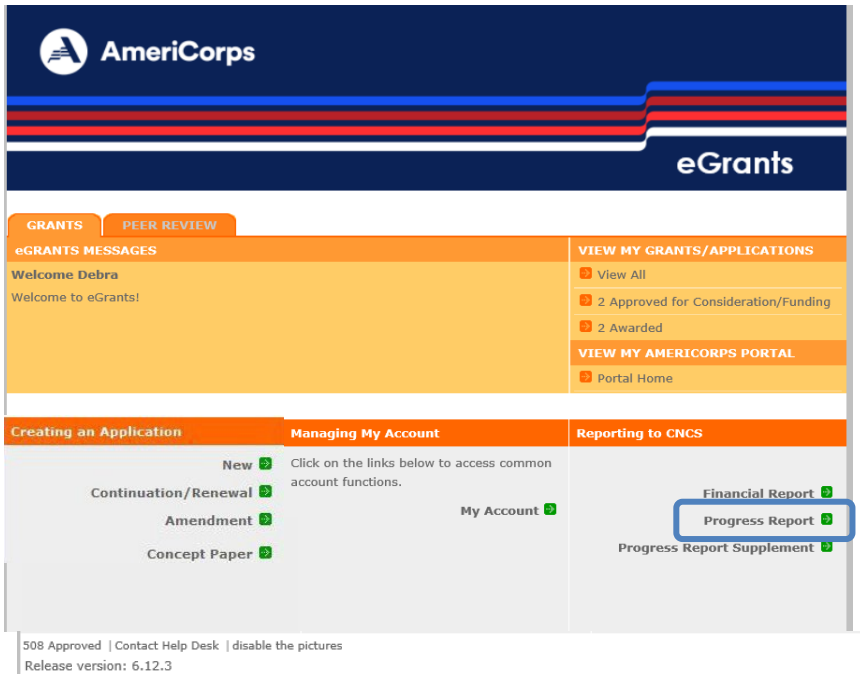 AmeriCorps
eGrants
GRANTS
PEER REVIEW
eGRANTS MESSAGES
Welcome Debra
Welcome to eGrants!
VIEW MY GRANTS/APPLICATIONS
View All
2 Approved for Consideration/Funding
2 Awarded
VIEW MY AMERICORPS PORTAL
Portal Home
Creating an Application
New
Continuation/Renewal
Amendment
Concept Paper
Managing My Account
Click on the links below to access common
account functions.
My Account
Reporting to CNCS
Financial Report
Progress Report
Progress Report Supplement
508 Approved | Contact Help Desk | disable the pictures
Release version: 6.12.3